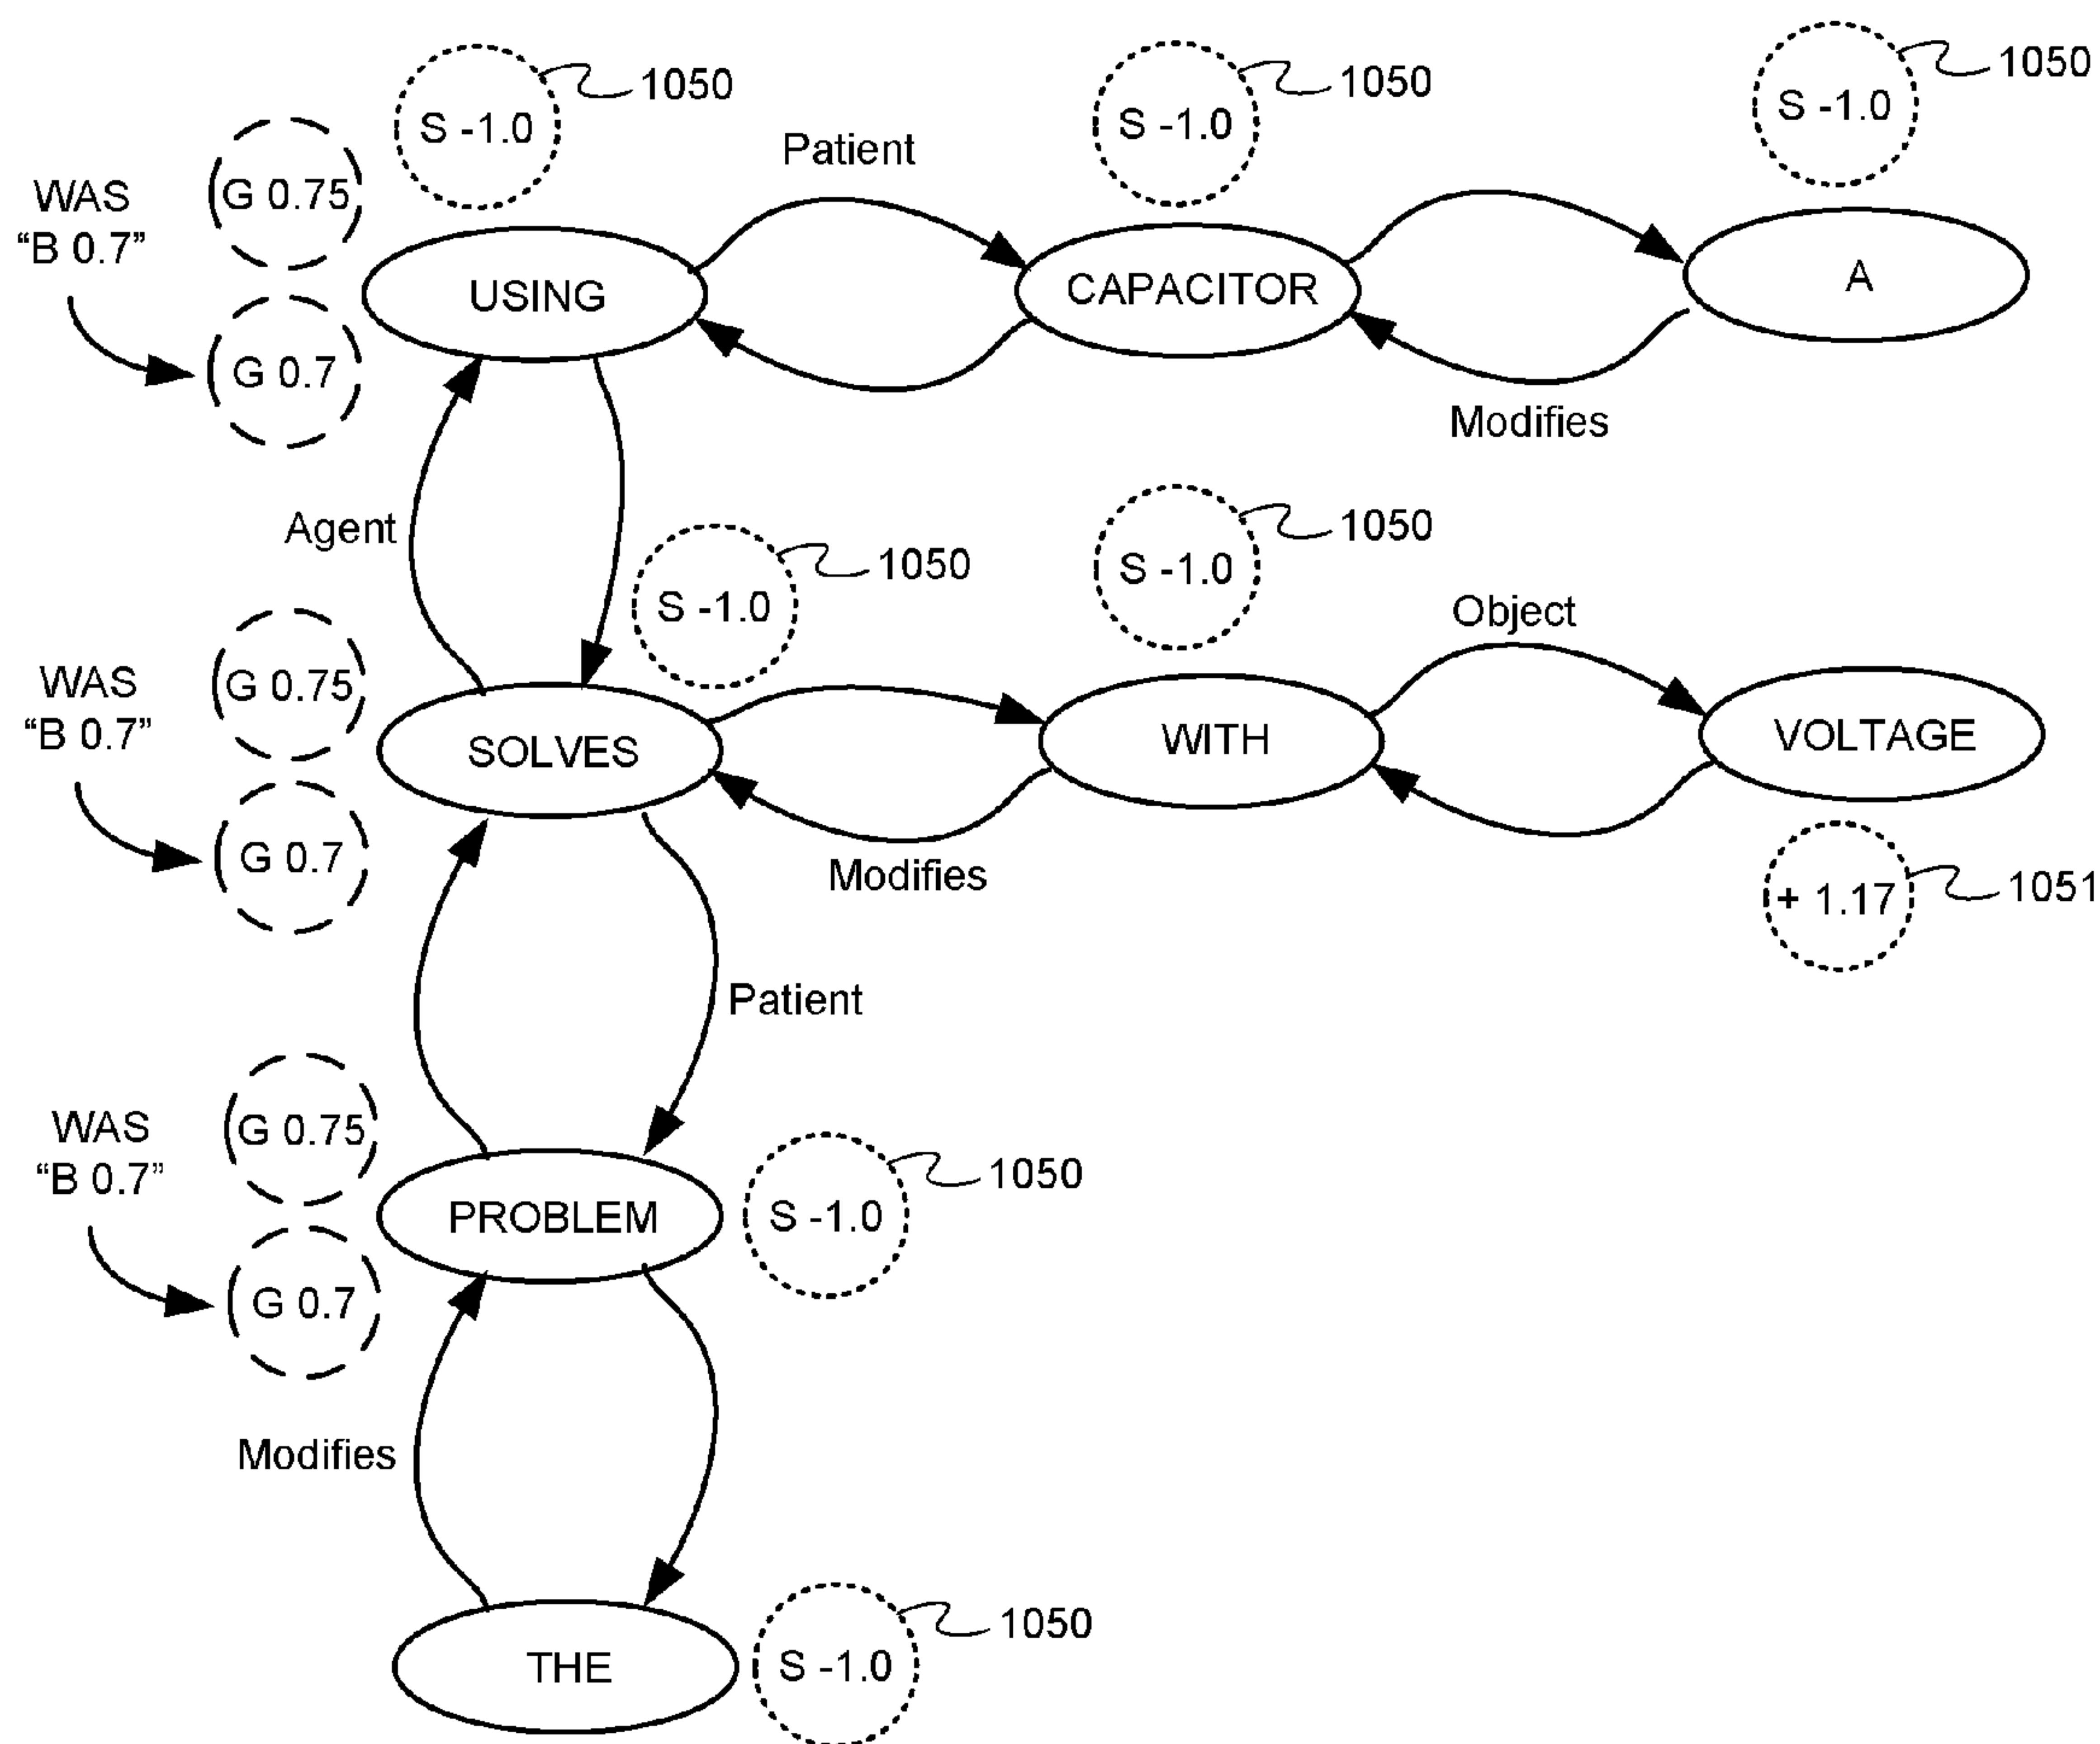 1050
S -1.0
1050
S -1.0
1050
S -1.0
Patient
WAS
“B 0.7”
G 0.75
G 0.7
USING
CAPACITOR
A
Modifies
Agent
1050
S -1.0
1050
S -1.0
Object
WAS
“B 0.7”
G 0.75
G 0.7
SOLVES
WITH
VOLTAGE
Modifies
+ 1.17
1051
Patient
WAS
“B 0.7”
G 0.75
G 0.7
PROBLEM
1050
S -1.0
Modifies
THE
1050
S -1.0